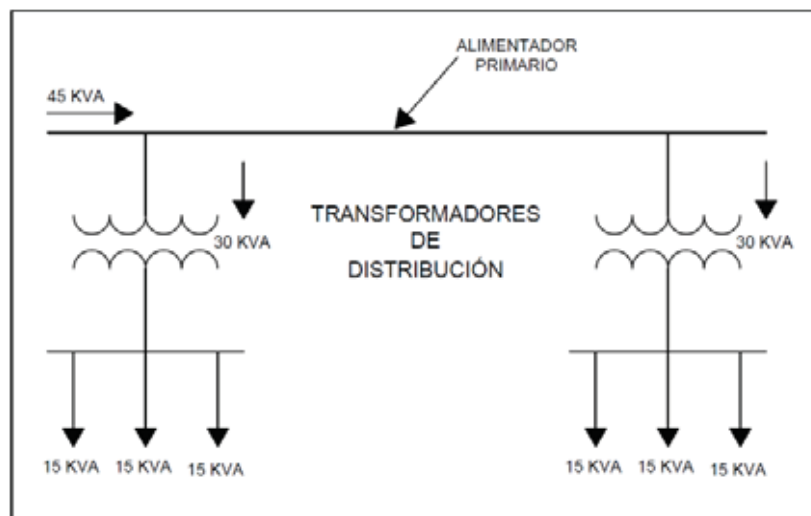 ALIMENTADOR
PRIMARIO
45 KVA
TRANSFORMADORES
DE
DISTRIBUCIÓN
30 KVA
30 KVA
15 KVA 15 KVA 15 KVA
15 KVA 15 KVA 15 KVA